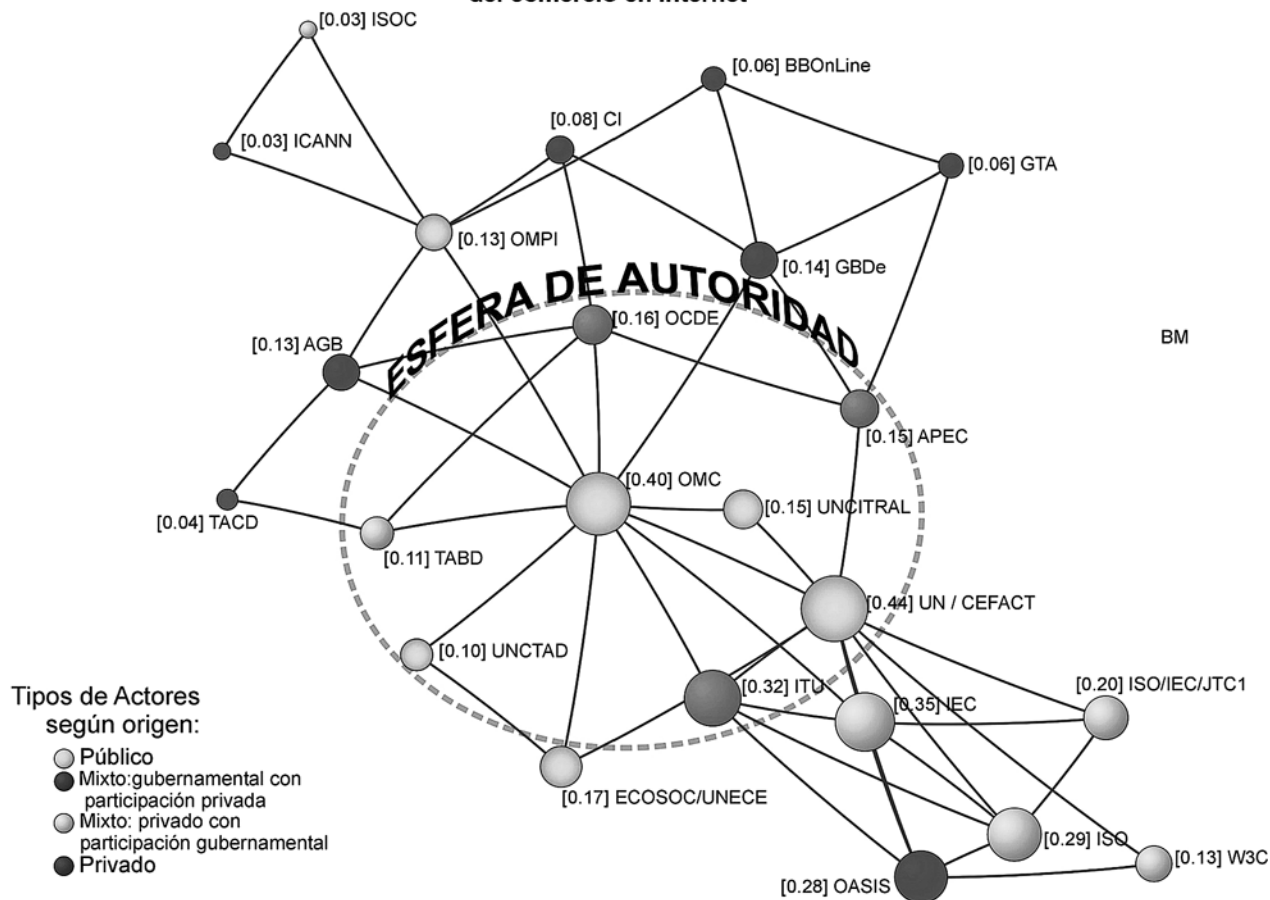 del comercio en Internet
[0.03] ISOC
[0.06] BBOnLine
[0.08] CI
[0.03] ICANN
[0.06] GTA
[0.13] OMPI
[0.14] GBDe
ESFERA DE AUTORIDAD
[0.16] OCDE
BM
[0.13] AGB
[0.15] APEC
[0.40] OMC
[0.15] UNCITRAL
[0.04] TACD
[0.11] TABD
[0.44] UN / CEFACT
[0.10] UNCTAD
[0.32] ITU
[0.20] ISO/IEC/JTC1
[0.35] IEC
[0.17] ECOSOC/UNECE
[0.29] ISO
[0.13] W3C
[0.28] OASIS
Tipos de Actores
según origen:
Público
Mixto:gubernamental con
participación privada
Mixto: privado con
participación gubernamental
Privado